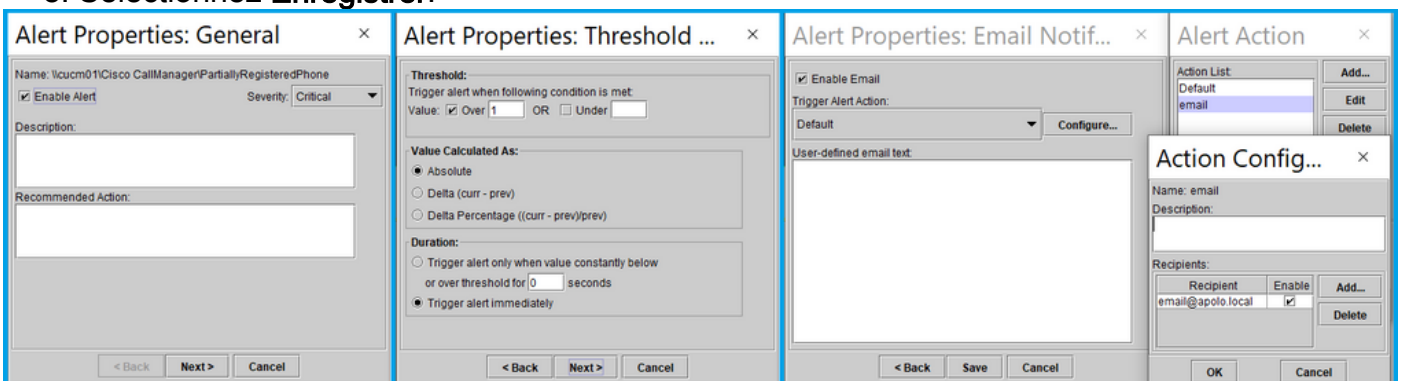 Sélectionnez Enregistrer.
Alert Properties: General ×
Name: \\cucm01\Cisco CallManager\PartiallyRegisteredPhone
Enable Alert Severity: Critical
Description:
Recommended Action:
< Back Next > Cancel
Alert Properties: Threshold ... ×
Threshold:
Trigger alert when following condition is met:
Value: Over 1 OR Under
Value Calculated As:
Absolute
Delta (curr - prev)
Delta Percentage ((curr - prev)/prev)
Duration:
Trigger alert only when value constantly below
or over threshold for 0 seconds
Trigger alert immediately
< Back Next > Cancel
Alert Properties: Email Notif... ×
Enable Email
Trigger Alert Action:
Default Configure...
User-defined email text:
< Back Save Cancel
Alert Action ×
Action List:
Default
email
Add...
Edit
Delete
Action Config... ×
Name: email
Description:
Recipients:
Recipient Enable
email@apolo.local
Add...
Delete
OK Cancel